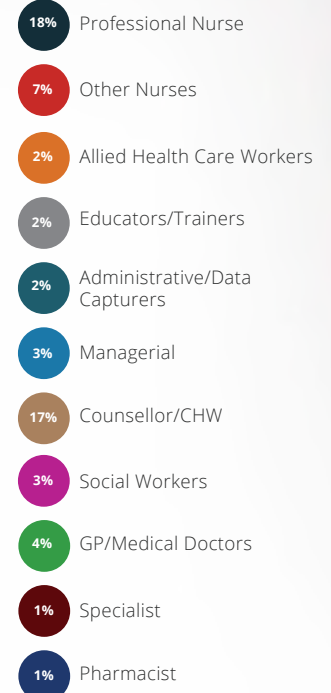 18% Professional Nurse
7% Other Nurses
2% Allied Health Care Workers
2% Educators/Trainers
2% Administrative/Data
Capturers
3% Managerial
17% Counsellor/CHW
3% Social Workers
4% GP/Medical Doctors
1% Specialist
1% Pharmacist